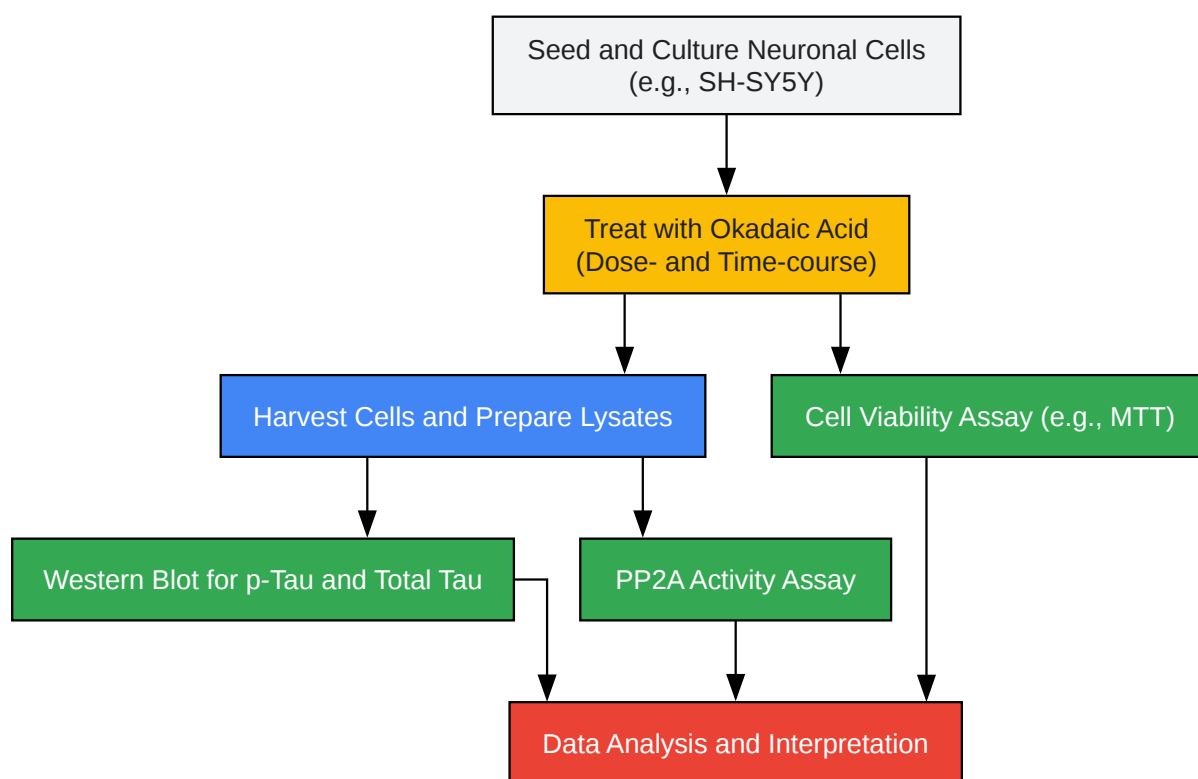 Seed and Culture Neuronal Cells
(e.g., SH-SY5Y)
Treat with Okadaic Acid
(Dose- and Time-course)
Harvest Cells and Prepare Lysates
Cell Viability Assay (e.g., MTT)
Western Blot for p-Tau and Total Tau
PP2A Activity Assay
Data Analysis and Interpretation